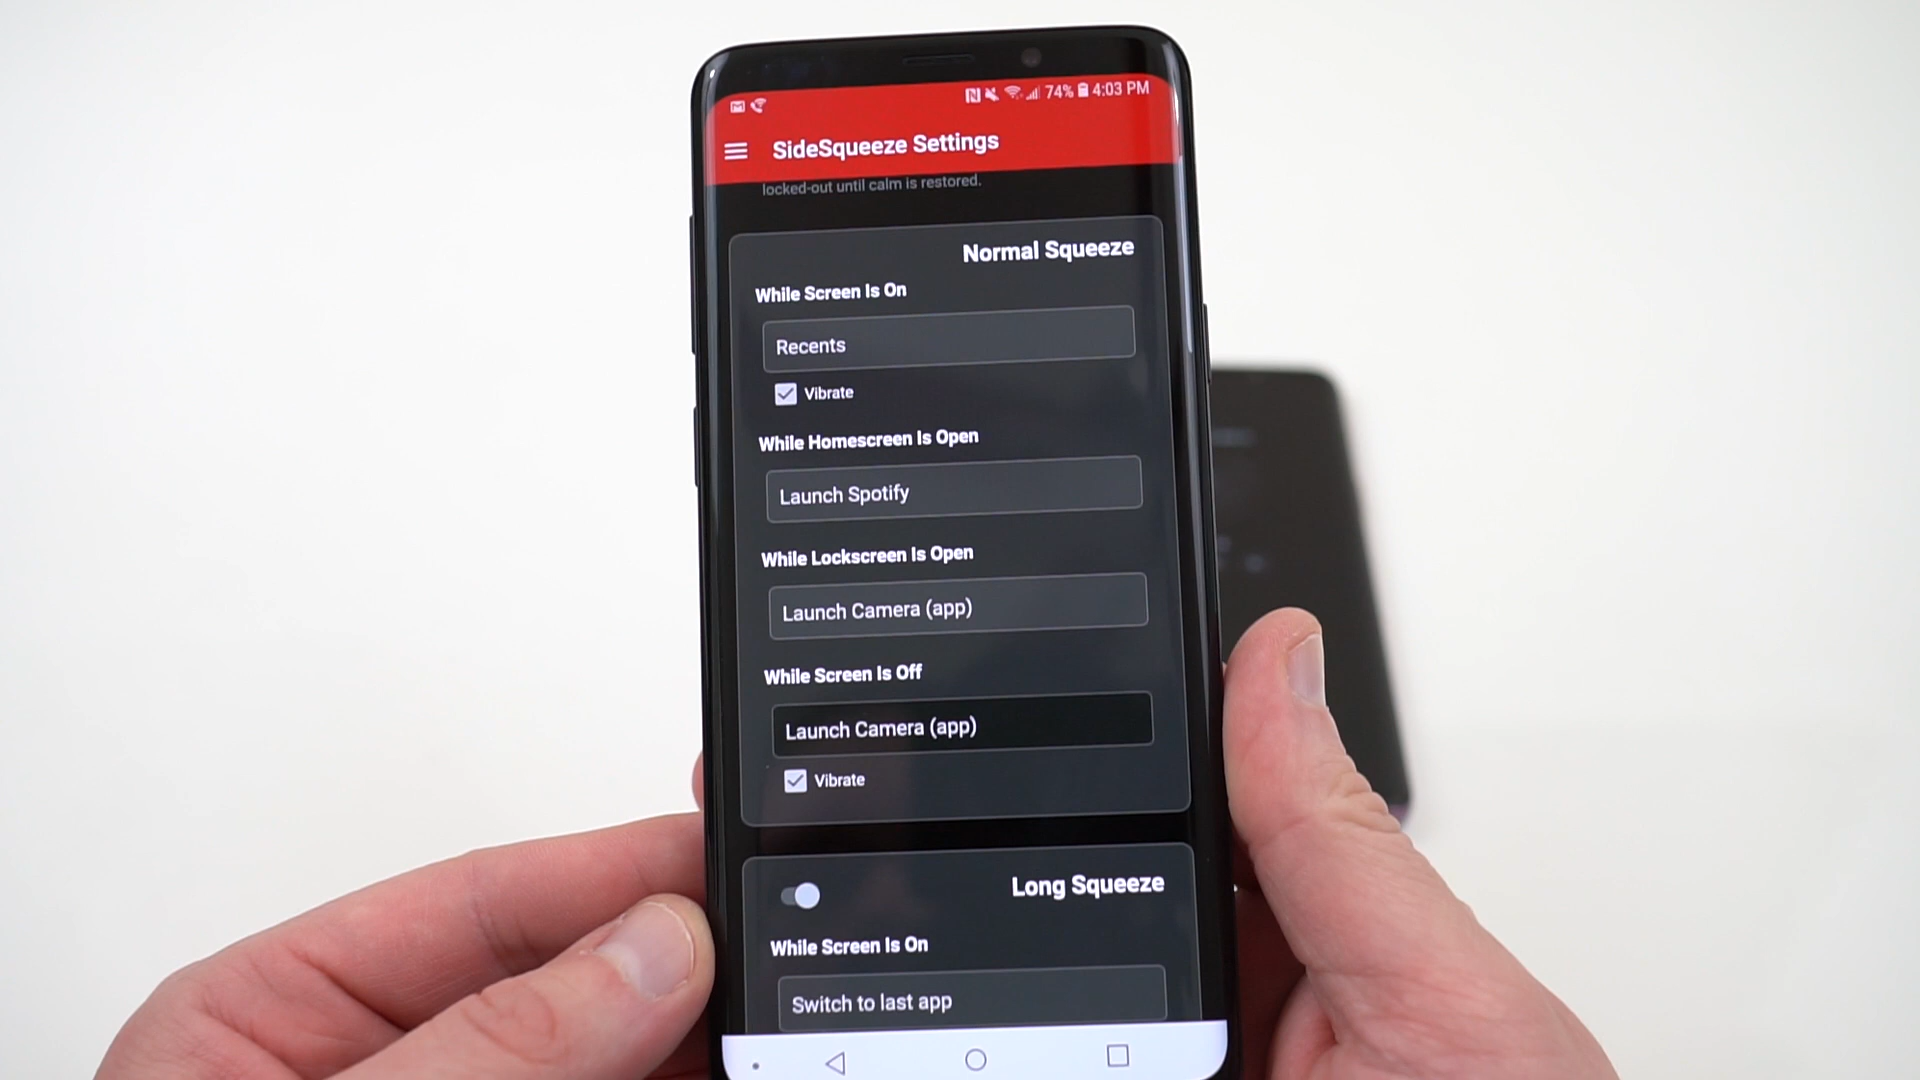 74% 4:03 PM
SideSqueeze Settings
locked-out until calm is restored.
Normal Squeeze
While Screen Is On
Recents
Vibrate
While Homescreen Is Open
Launch Spotify
While Lockscreen Is Open
Launch Camera (app)
While Screen Is Off
Launch Camera (app)
Vibrate
Long Squeeze
While Screen Is On
Switch to last app